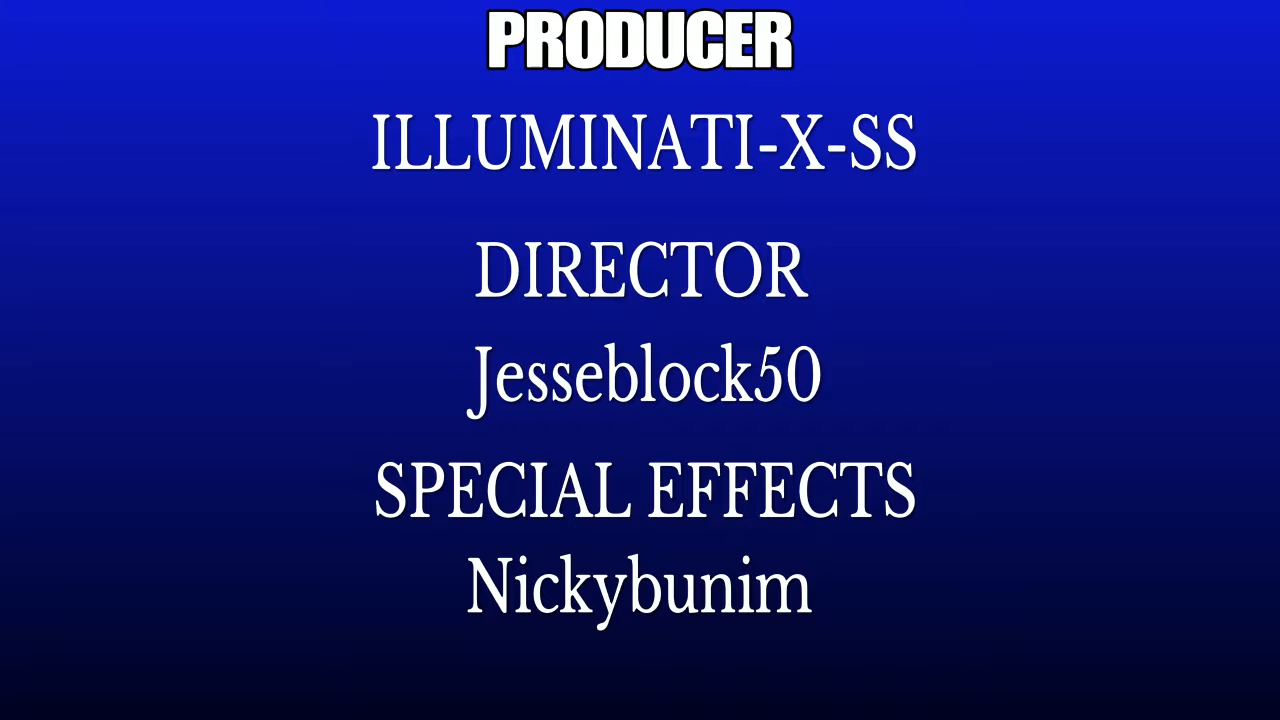 PRODUCER
ILLUMINATI-X-SS
DIRECTOR
Jesseblock50
SPECIAL EFFECTS
Nickybunim